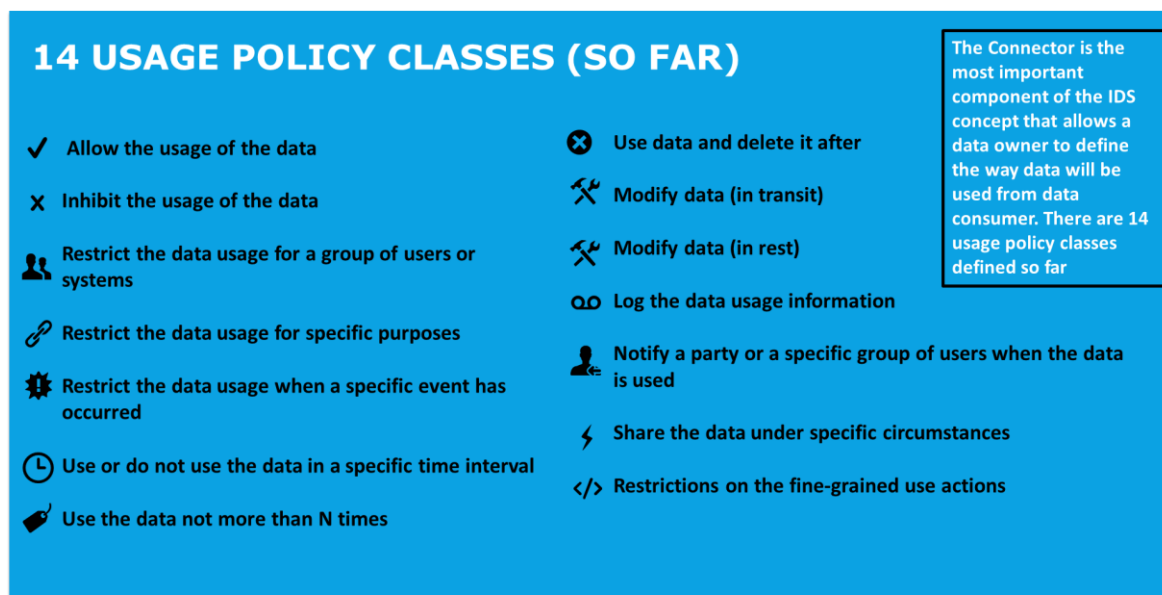 14 USAGE POLICY CLASSES (SO FAR)
Allow the usage of the data
Inhibit the usage of the data
Restrict the data usage for a group of users or
systems
Restrict the data usage for specific purposes
Restrict the data usage when a specific event has
occurred
Use or do not use the data in a specific time interval
Use the data not more than N times
Use data and delete it after
Modify data (in transit)
Modify data (in rest)
Log the data usage information
Notify a party or a specific group of users when the data
is used
Share the data under specific circumstances
Restrictions on the fine-grained use actions
The Connector is the
most important
component of the IDS
concept that allows a
data owner to define
the way data will be
used from data
consumer. There are 14
usage policy classes
defined so far